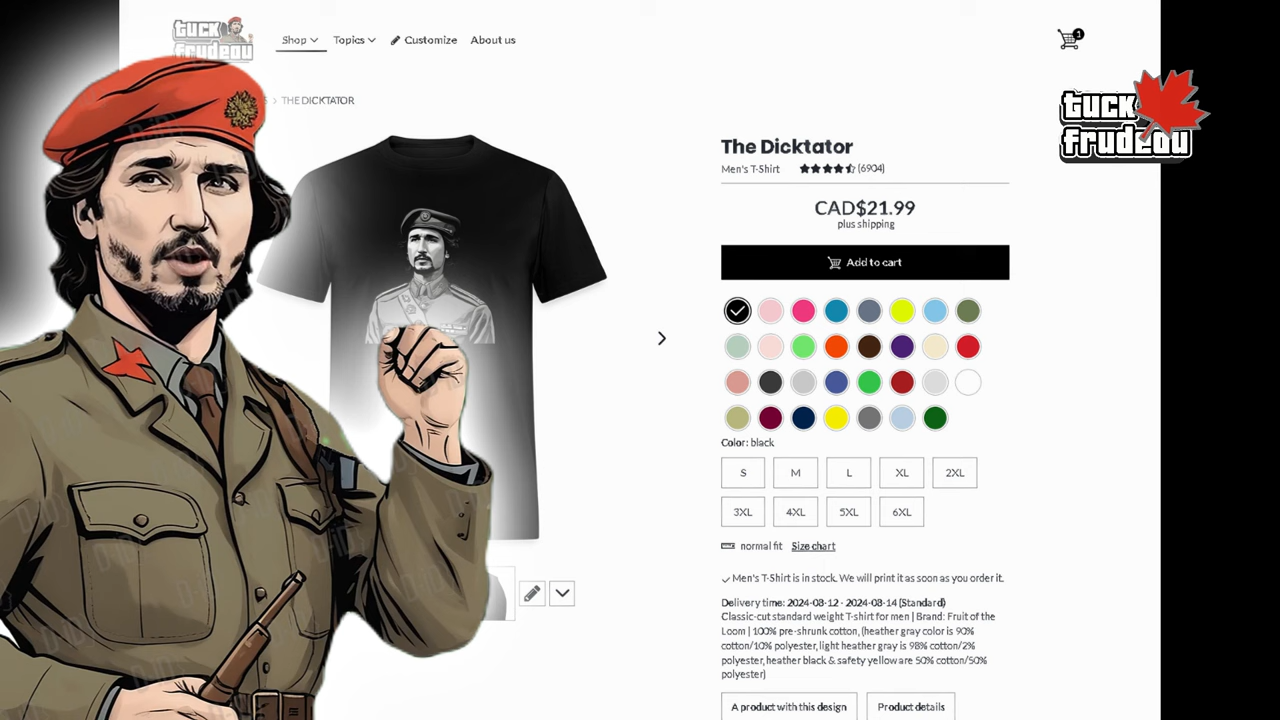 tuck
frudeau
Shop
Topics
Customize
About us
1
THE DICKTATOR
tuck
frudeau
The Dicktator
Men's T-Shirt
(6904)
CAD$21.99
plus shipping
Add to cart
Color: black
S M L XL 2XL
3XL 4XL 5XL 6XL
normal fit Size chart
Men's T-Shirt is in stock. We will print it as soon as you order it.
Delivery time: 2024-08-12 - 2024-08-14 (Standard)
Classic-cut standard weight T-shirt for men | Brand: Fruit of the
Loom | 100% pre-shrunk cotton, (heather gray color is 90%
cotton/10% polyester, light heather gray is 98% cotton/2%
polyester, heather black & safety yellow are 50% cotton/50%
polyester)
A product with this design
Product details